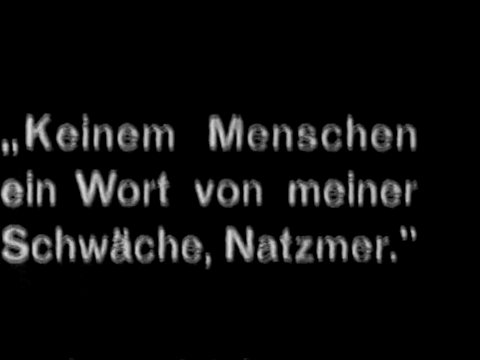 „Keinem Menschen
ein Wort von meiner
Schwäche, Natzmer.”